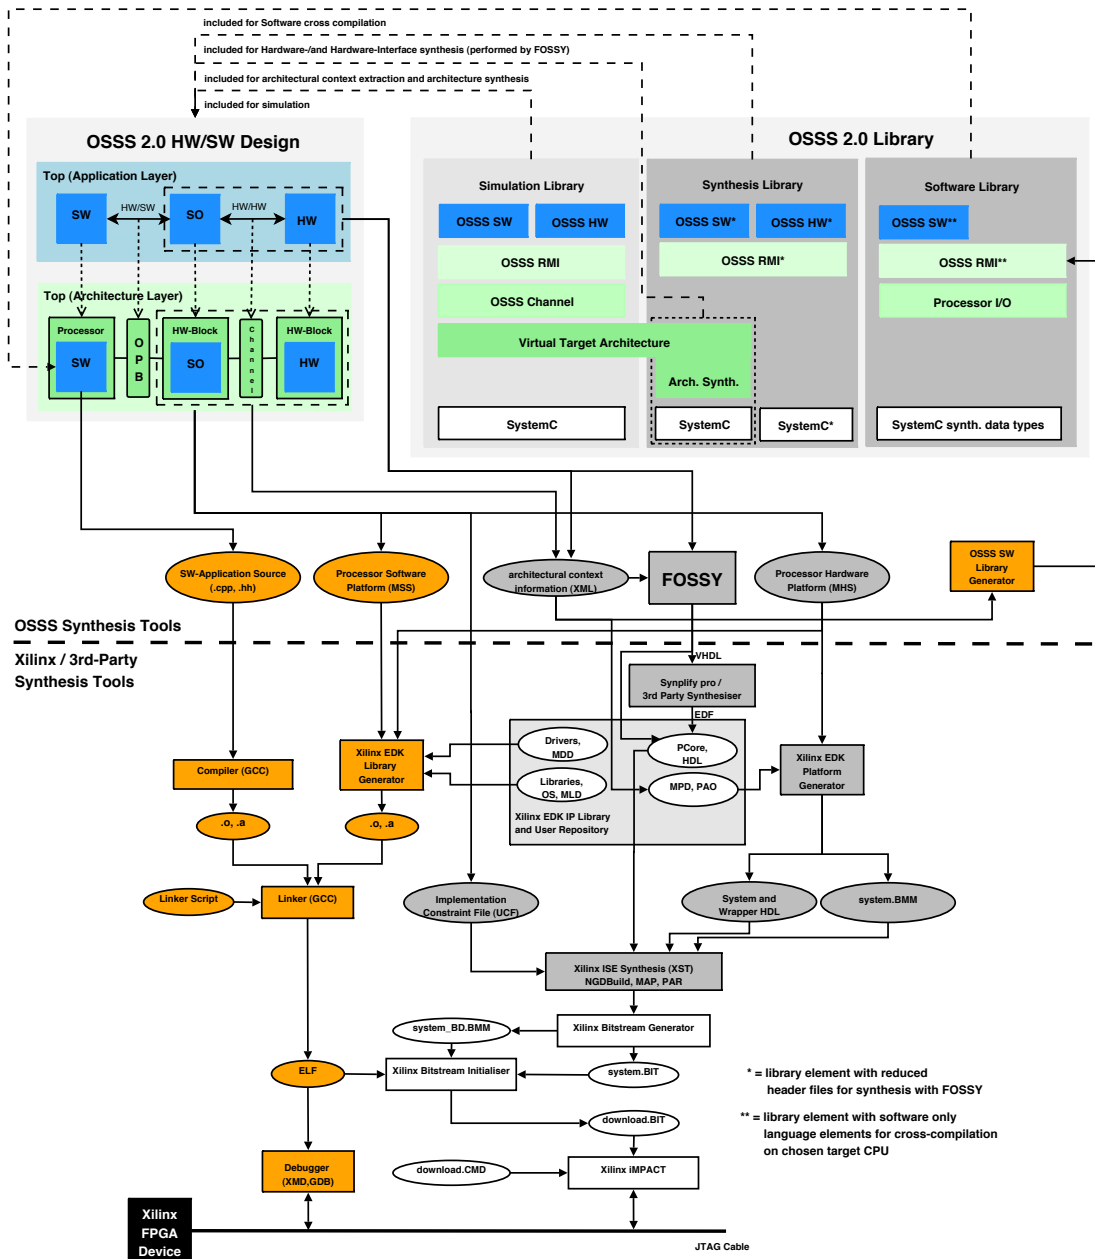 included for Software cross compilation
included for Hardware-/and Hardware-Interface synthesis (performed by FOSSY)
included for architectural context extraction and architecture synthesis
included for simulation
OSSS 2.0 HW/SW Design
Top (Application Layer)
SW
HW/SW
SO
HW/HW
HW
Top (Architecture Layer)
Processor
SW
O
P
B
HW-Block
SO
C
h
a
n
n
e
l
HW-Block
HW
OSSS 2.0 Library
Simulation Library
OSSS SW
OSSS HW
OSSS RMI
OSSS Channel
Virtual Target Architecture
SystemC
Synthesis Library
OSSS SW*
OSSS HW*
OSSS RMI*
Arch. Synth.
SystemC
SystemC*
Software Library
OSSS SW**
OSSS RMI**
Processor I/O
SystemC synth. data types
SW-Application Source
(.cpp, .hh)
Processor Software
Platform (MSS)
architectural context
information (XML)
FOSSY
Processor Hardware
Platform (MHS)
OSSS SW
Library
Generator
OSSS Synthesis Tools
Xilinx / 3rd-Party
Synthesis Tools
VHDL
Synplify pro /
3rd Party Synthesiser
EDF
Compiler (GCC)
Xilinx EDK
Library
Generator
Drivers,
MDD
Libraries,
OS, MLD
PCore,
HDL
MPD, PAO
Xilinx EDK IP Library
and User Repository
Xilinx EDK
Platform
Generator
.o, .a
.o, .a
Linker Script
Linker (GCC)
Implementation
Constraint File (UCF)
System and
Wrapper HDL
system.BMM
Xilinx ISE Synthesis (XST)
NGDBuild, MAP, PAR
system_BD.BMM
Xilinx Bitstream Generator
ELF
Xilinx Bitstream Initialiser
system.BIT
download.BIT
* = library element with reduced
header files for synthesis with FOSSY
** = library element with software only
language elements for cross-compilation
on chosen target CPU
Debugger
(XMD,GDB)
download.CMD
Xilinx iMPACT
Xilinx
FPGA
Device
JTAG Cable